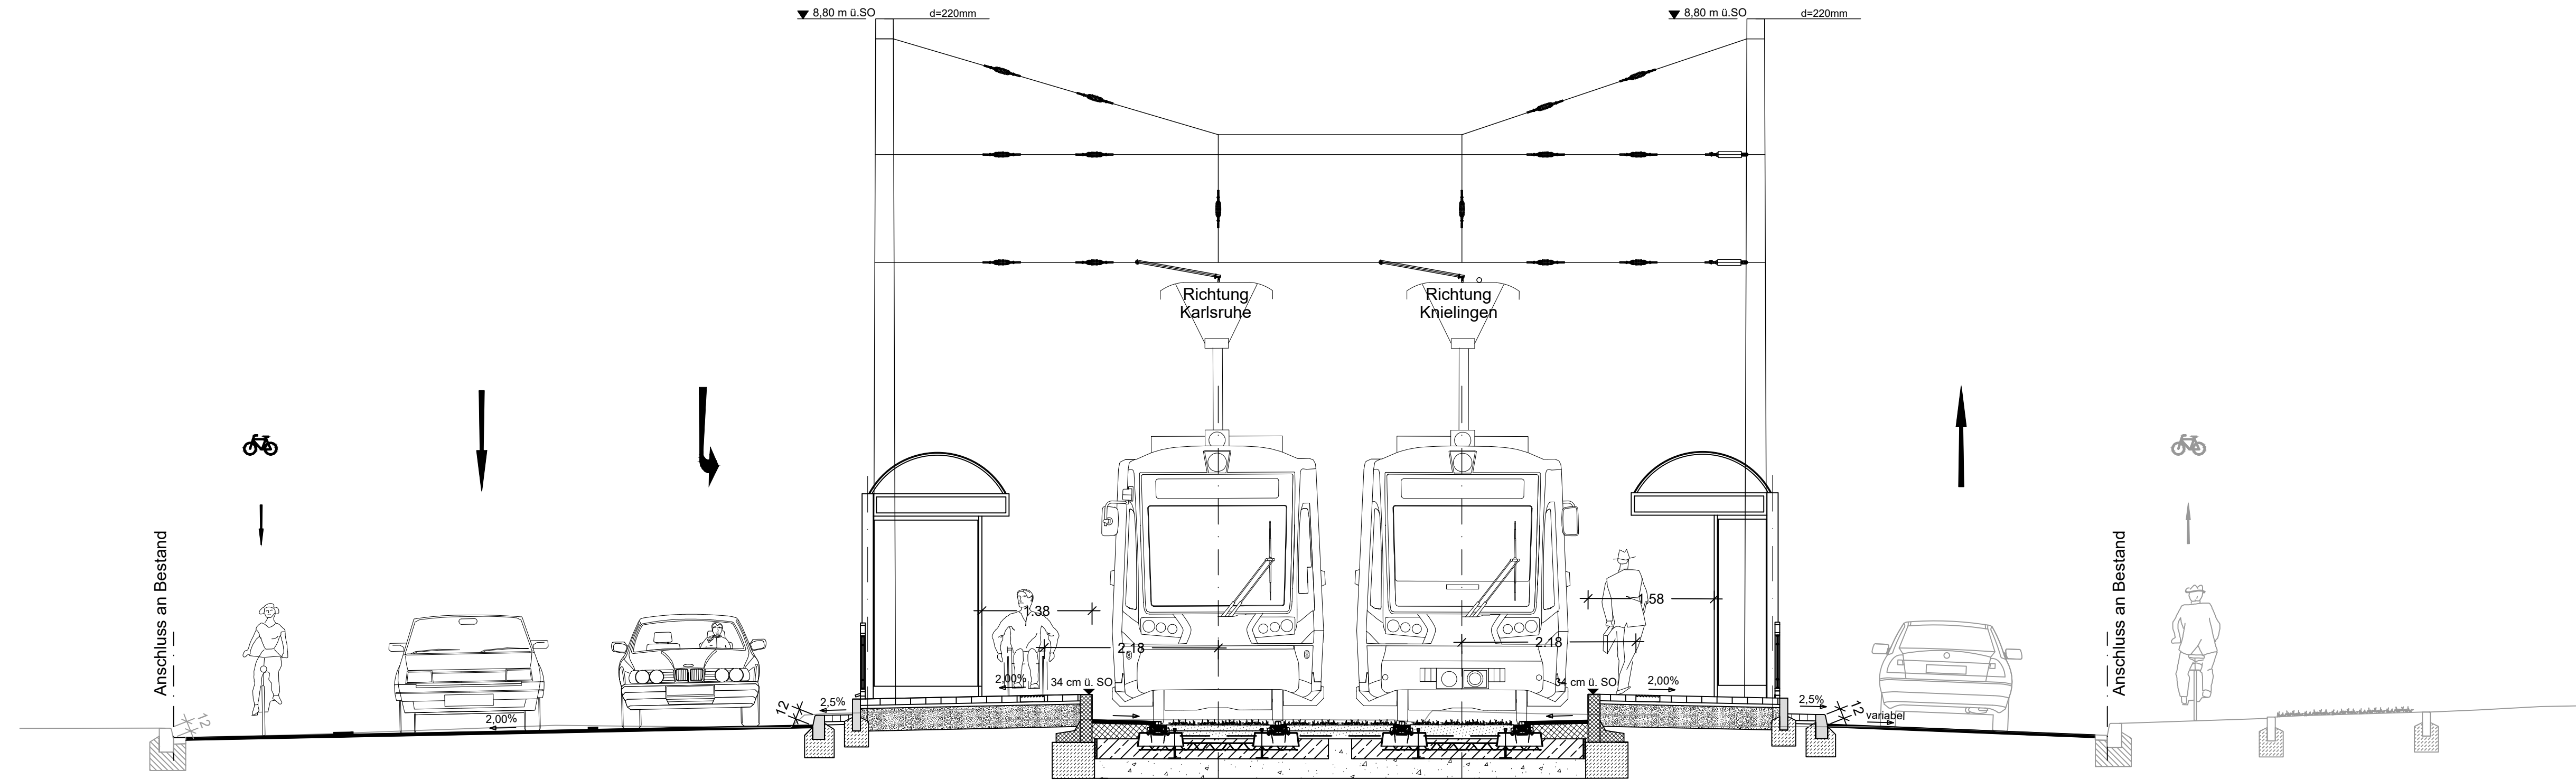 8,80 m ü.SO
d=220mm
8,80 m ü.SO
d=220mm
Richtung
Karlsruhe
Richtung
Knielingen
Anschluss an Bestand
Anschluss an Bestand
1.38
1.58
2.18
2.18
2,00%
34 cm ü. SO
34 cm ü. SO
2,00%
12
2,5%
2,5%
12
variabel
12
2,00%